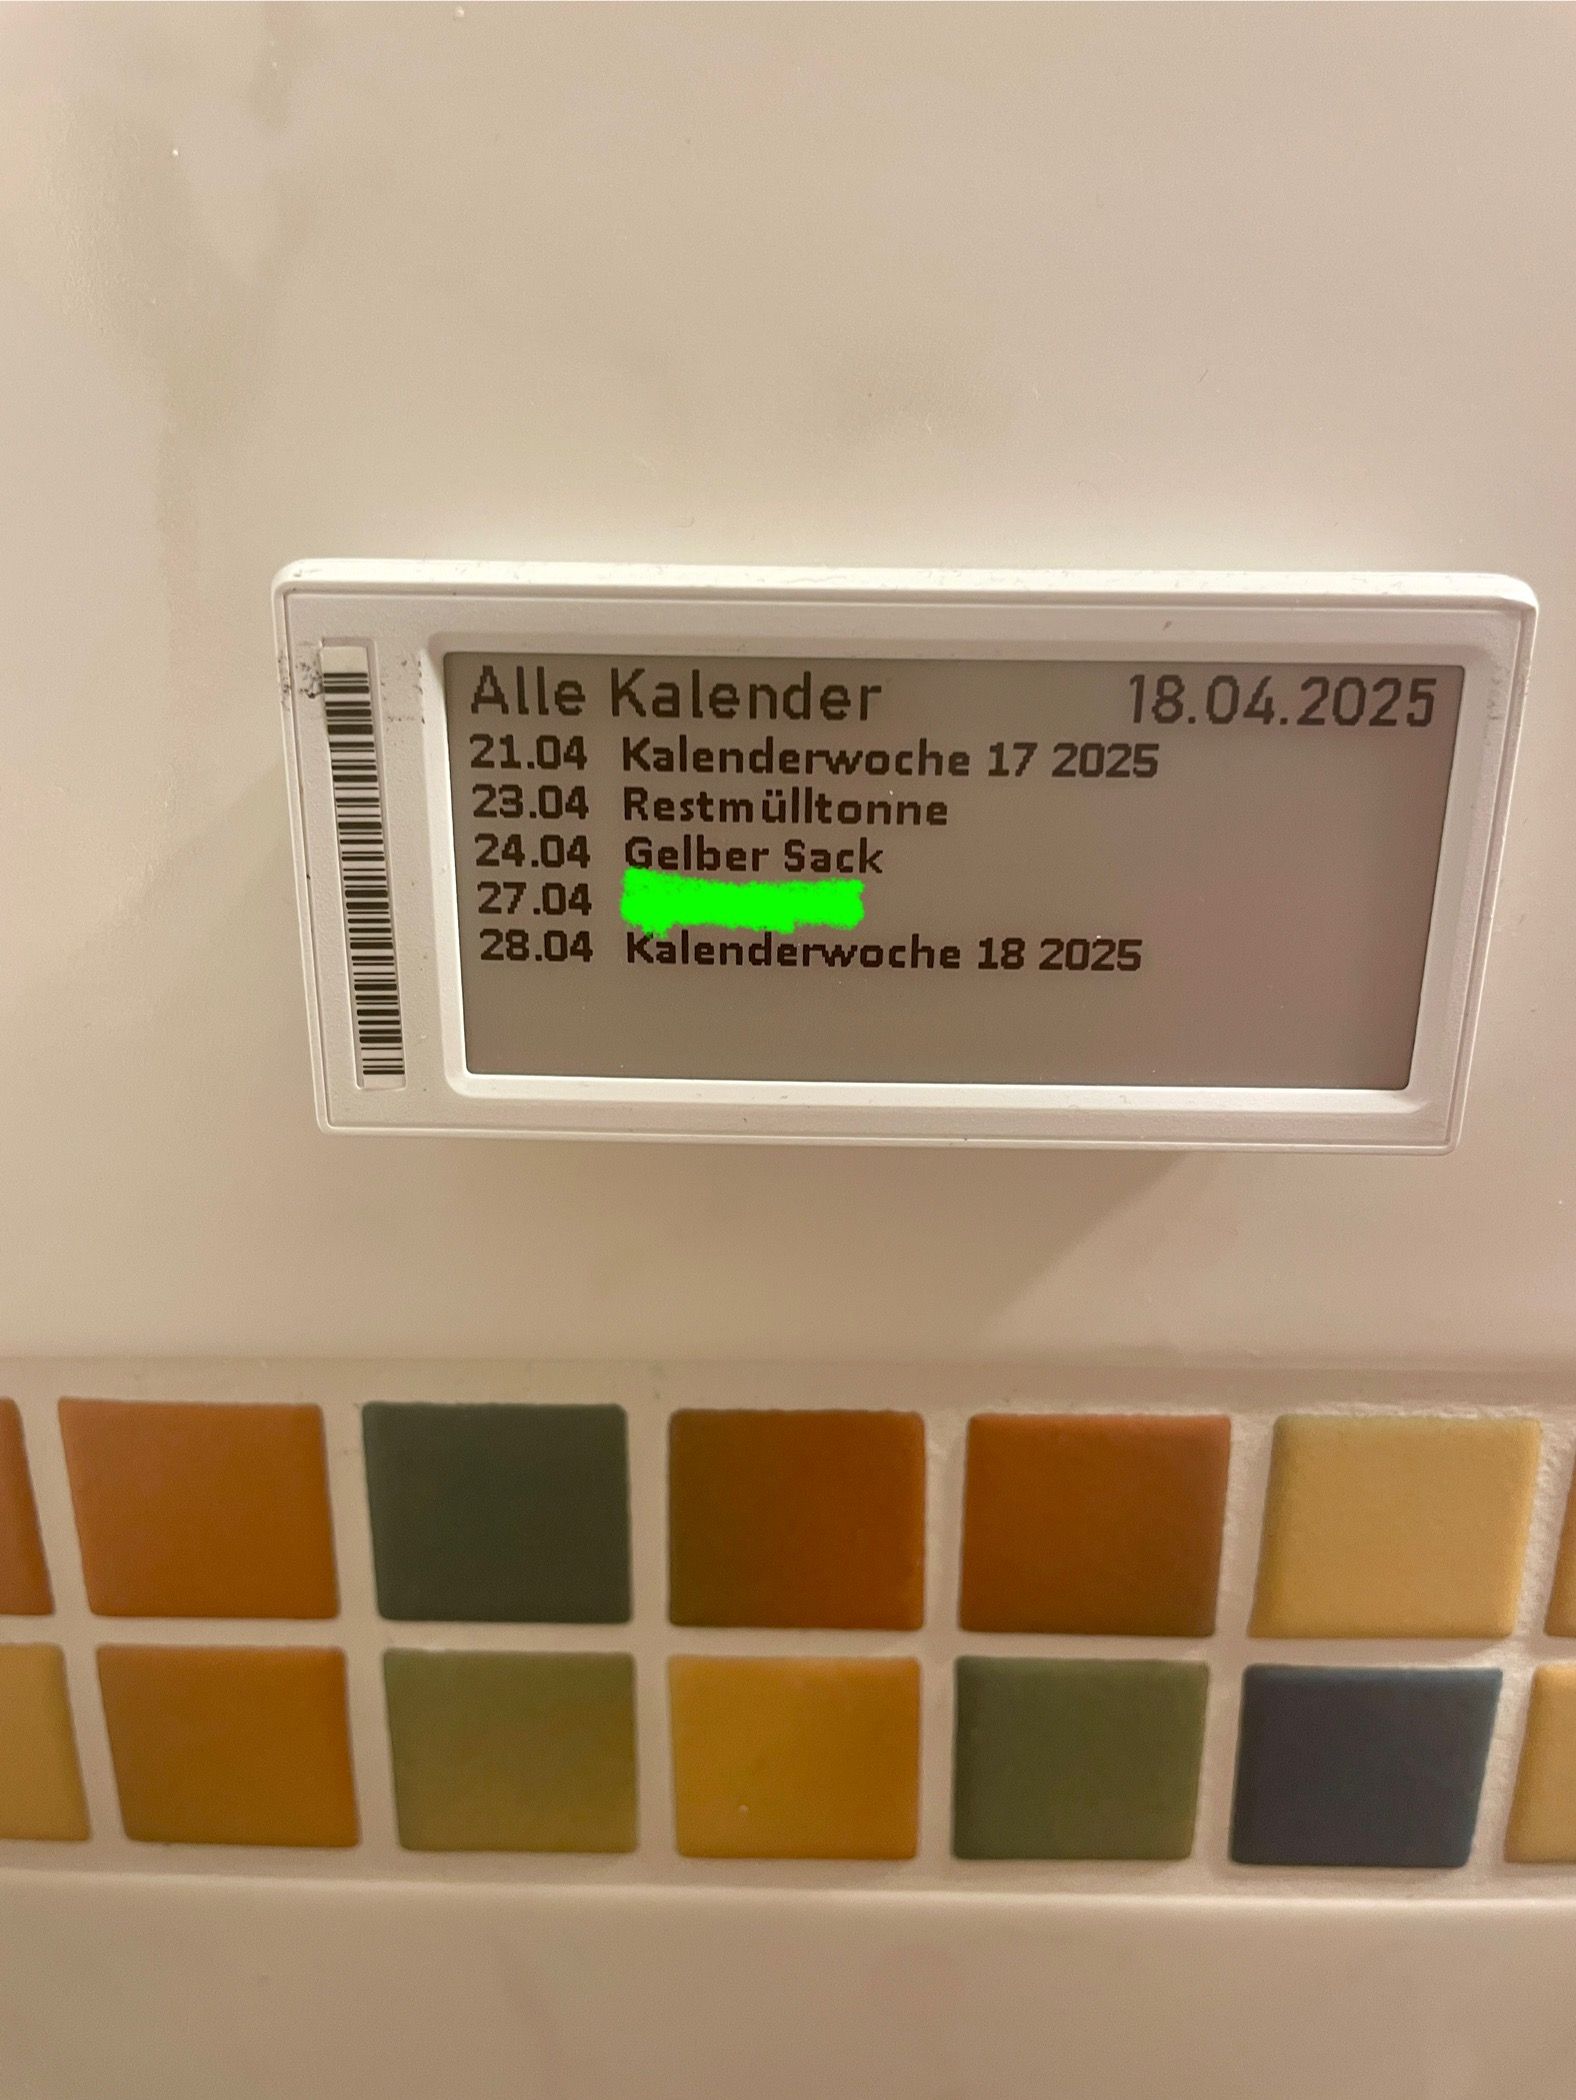 Alle Kalender 18.04.2025
21.04 Kalenderwoche 17 2025
23.04 Restmülltonne
24.04 Gelber Sack
27.04
28.04 Kalenderwoche 18 2025